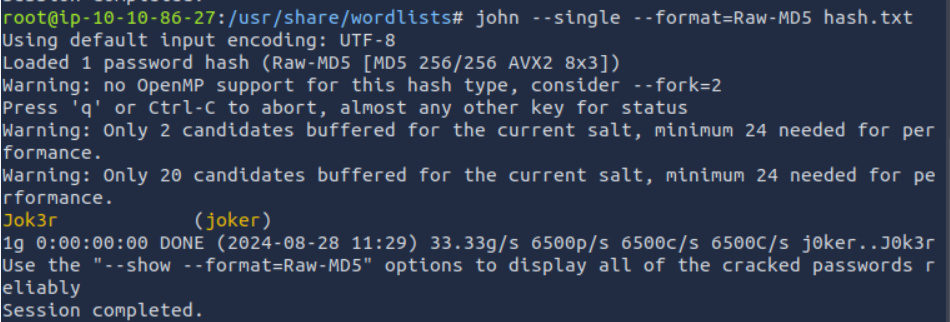 root@ip-10-10-86-27:/usr/share/wordlists# john --single --format=Raw-MD5 hash.txt
Using default input encoding: UTF-8
Loaded 1 password hash (Raw-MD5 [MD5 256/256 AVX2 8x3])
Warning: no OpenMP support for this hash type, consider --fork=2
Press 'q' or Ctrl-C to abort, almost any other key for status
Warning: Only 2 candidates buffered for the current salt, minimum 24 needed for per
formance.
Warning: Only 20 candidates buffered for the current salt, minimum 24 needed for pe
rformance.
Jok3r            (joker)
1g 0:00:00:00 DONE (2024-08-28 11:29) 33.33g/s 6500p/s 6500c/s 6500C/s j0ker..J0k3r
Use the "--show --format=Raw-MD5" options to display all of the cracked passwords r
eliably
Session completed.